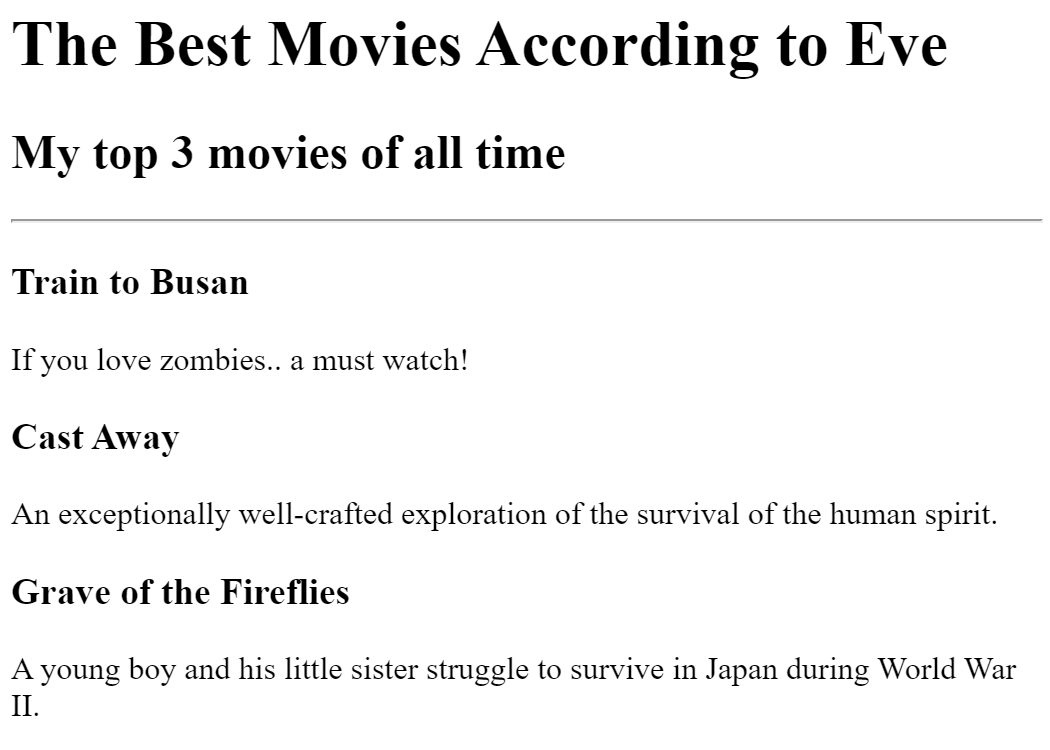 The Best Movies According to Eve
My top 3 movies of all time
Train to Busan
If you love zombies.. a must watch!
Cast Away
An exceptionally well-crafted exploration of the survival of the human spirit.
Grave of the Fireflies
A young boy and his little sister struggle to survive in Japan during World War
II.